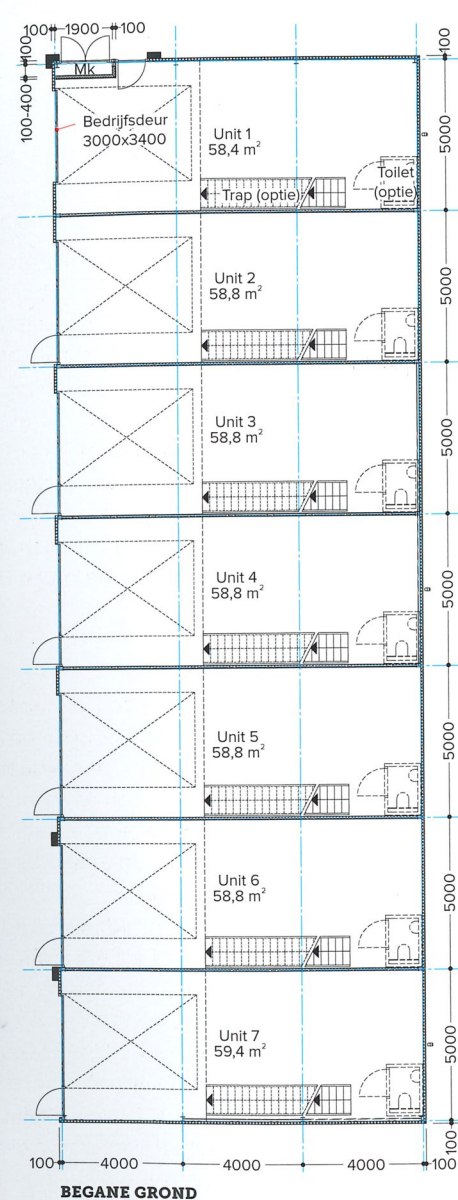 100 1900 100
100
Mk
100-400
100
Bedrijfsdeur
3000x3400
Unit 1
58,4 m²
Trap (optie)
Toilet
(optie)
5000
Unit 2
58,8 m²
5000
Unit 3
58,8 m²
5000
Unit 4
58,8 m²
5000
Unit 5
58,8 m²
5000
Unit 6
58,8 m²
5000
Unit 7
59,4 m²
5000
100
100 4000 4000 4000 100
BEGANE GROND